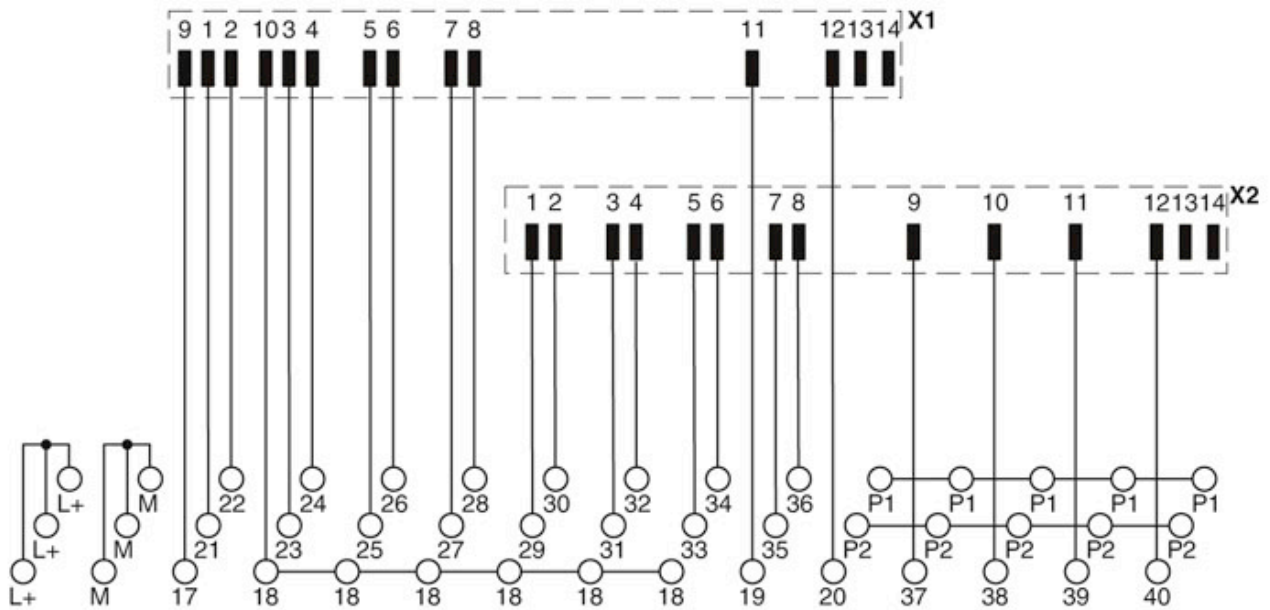 9 1 2 10 3 4 5 6 7 8 11 12 13 14 X1
1 2 3 4 5 6 7 8 9 10 11 12 13 14 X2
L+ M 22 24 26 28 30 32 34 36 P1 P1 P1 P1 P1
L+ M 21 23 25 27 29 31 33 35 P2 P2 P2 P2 P2
L+ M 17 18 18 18 18 18 18 19 20 37 38 39 40